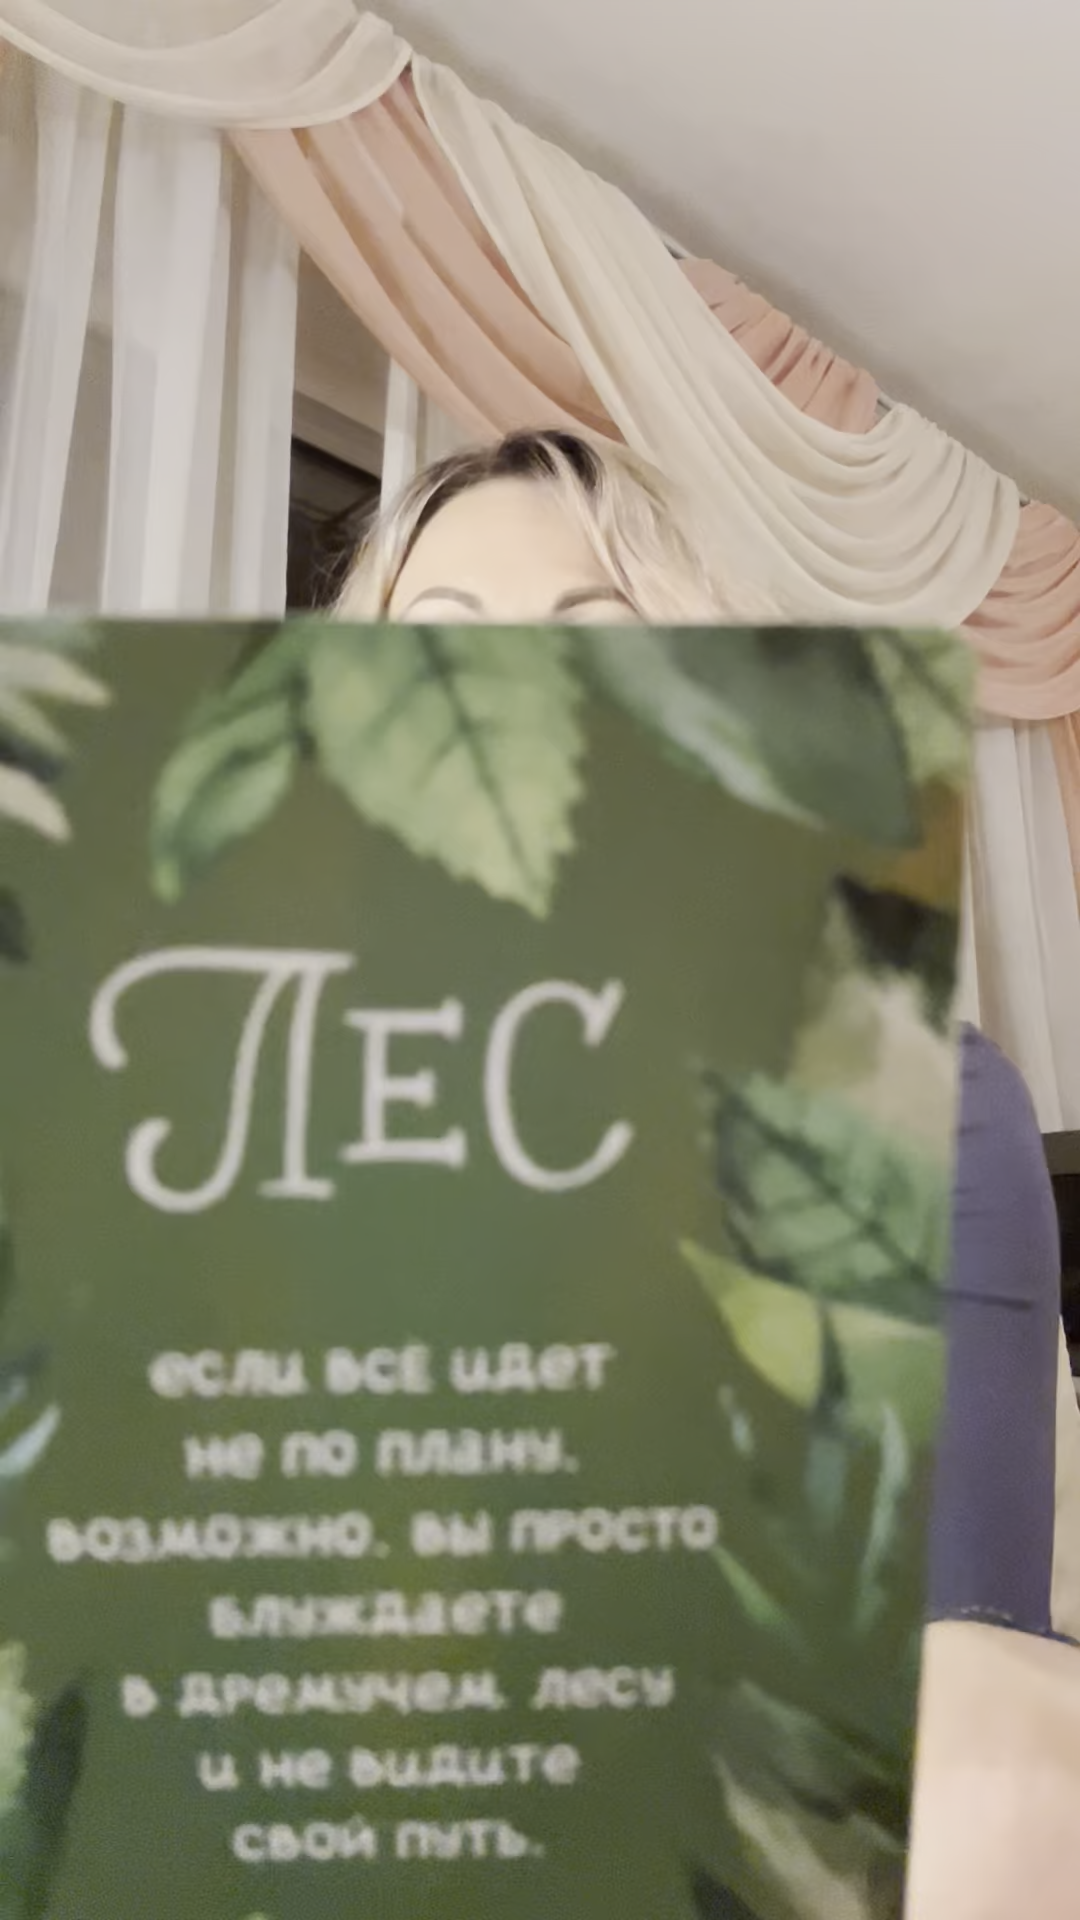 ЛЕС
если всё идет
не по плану,
возможно, вы просто
блуждаете
в дремучем лесу
и не видите
свой путь.